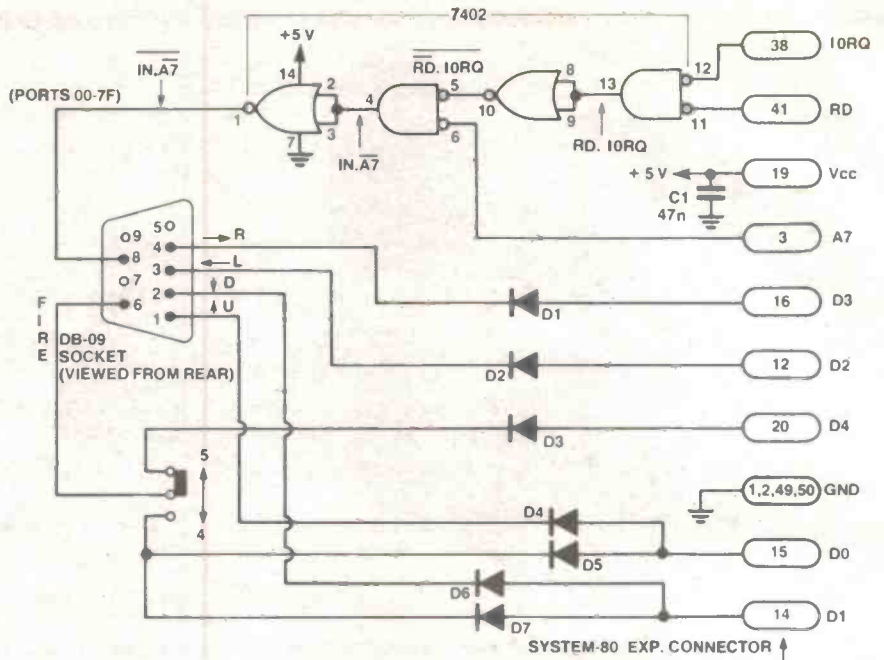 7402
+5 V
IN.A7
RD. IORQ
12
38
IORQ
14
2
5
8
13
(PORTS 00-7F)
1
4
10
3
6
9
11
41
RD
7
IN.A7
RD. IORQ
+ 5 V
19
Vcc
C1
47n
3
A7
9
5
R
8
4
L
7
3
D
6
2
U
1
D1
16
D3
FIRE
DB-09
SOCKET
(VIEWED FROM REAR)
D2
12
D2
D3
20
D4
5
4
1,2,49,50
GND
D4
D5
15
D0
D6
D7
14
D1
SYSTEM-80 EXP. CONNECTOR